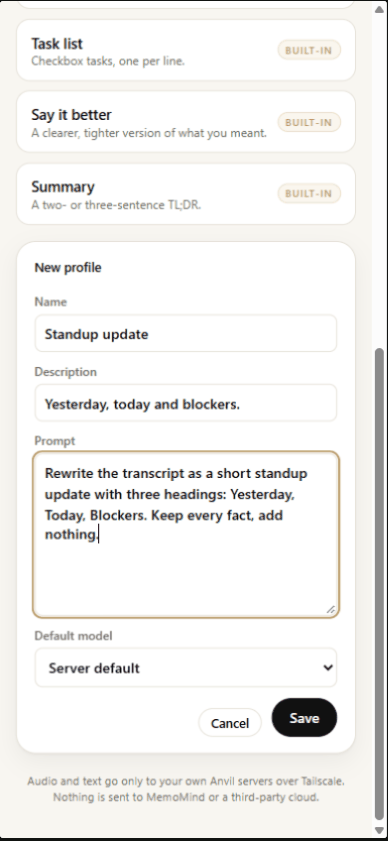 Task list
BUILT-IN
Checkbox tasks, one per line.
Say it better
BUILT-IN
A clearer, tighter version of what you meant.
Summary
BUILT-IN
A two- or three-sentence TL;DR.
New profile
Name
Standup update
Description
Yesterday, today and blockers.
Prompt
Rewrite the transcript as a short standup
update with three headings: Yesterday,
Today, Blockers. Keep every fact, add
nothing.
Default model
Server default
Cancel
Save
Audio and text go only to your own Anvil servers over Tailscale.
Nothing is sent to MemoMind or a third-party cloud.